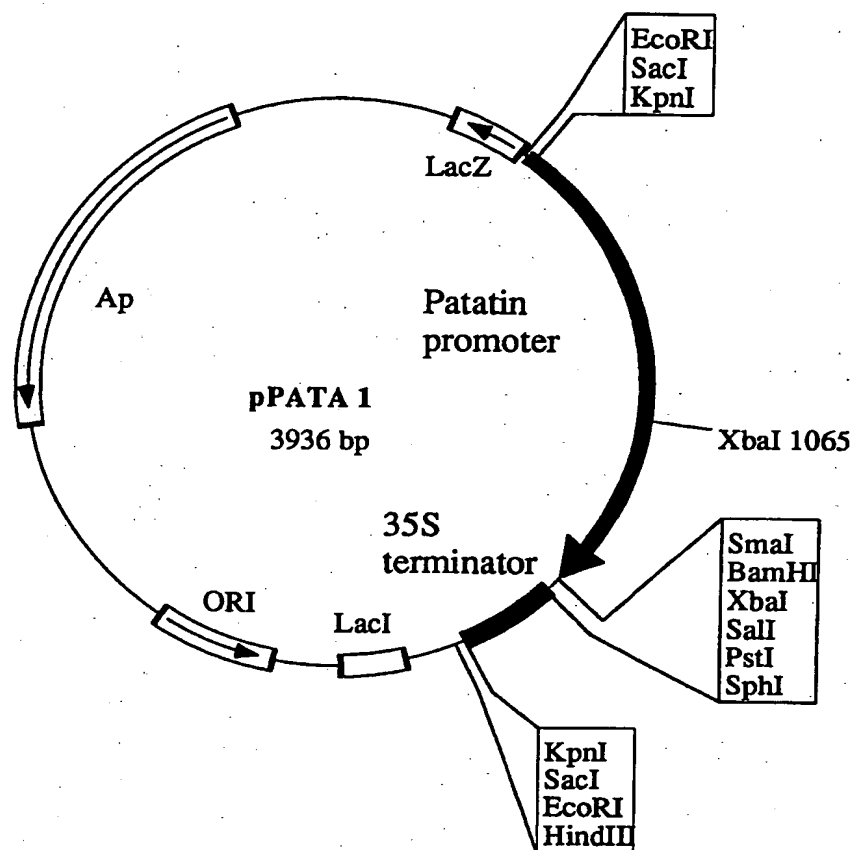 EcoRI
SacI
KpnI
LacZ
Ap
Patatin
promoter
pPATA 1
3936 bp
XbaI 1065
35S
terminator
SmaI
BamHI
XbaI
SalI
PstI
SphI
ORI
LacI
KpnI
SacI
EcoRI
HindIII